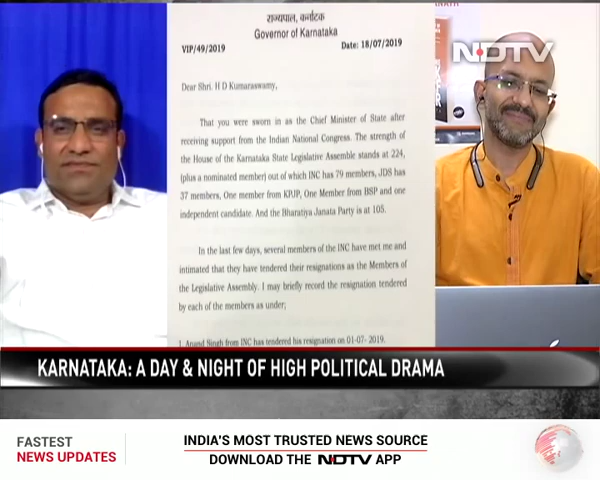 राज्यपाल, कर्नाटक
Governor of Karnataka
VIP/49/2019 Date: 18/07/2019
Dear Shri. H D Kumaraswamy,
That you were sworn in as the Chief Minister of State after
receiving support from the Indian National Congress. The strength
of the House of the Karnataka State Legislative Assemble stands at 224,
(plus a nominated member) out of which INC has 79 members, JDS has
37 members, One member from KPJP, One Member from BSP and one
independent candidate. And the Bharatiya Janata Party is at 105.
In the last few days, several members of the INC have met me and
intimated that they have tendered their resignations as the Members of
the Legislative Assembly. I may briefly record the resignation tendered
by each of the members as under;
1. Anand Singh from INC has tendered his resignation on 01-07-2019.
NDTV
KARNATAKA: A DAY & NIGHT OF HIGH POLITICAL DRAMA
FASTEST
NEWS UPDATES
INDIA'S MOST TRUSTED NEWS SOURCE
DOWNLOAD THE NDTV APP